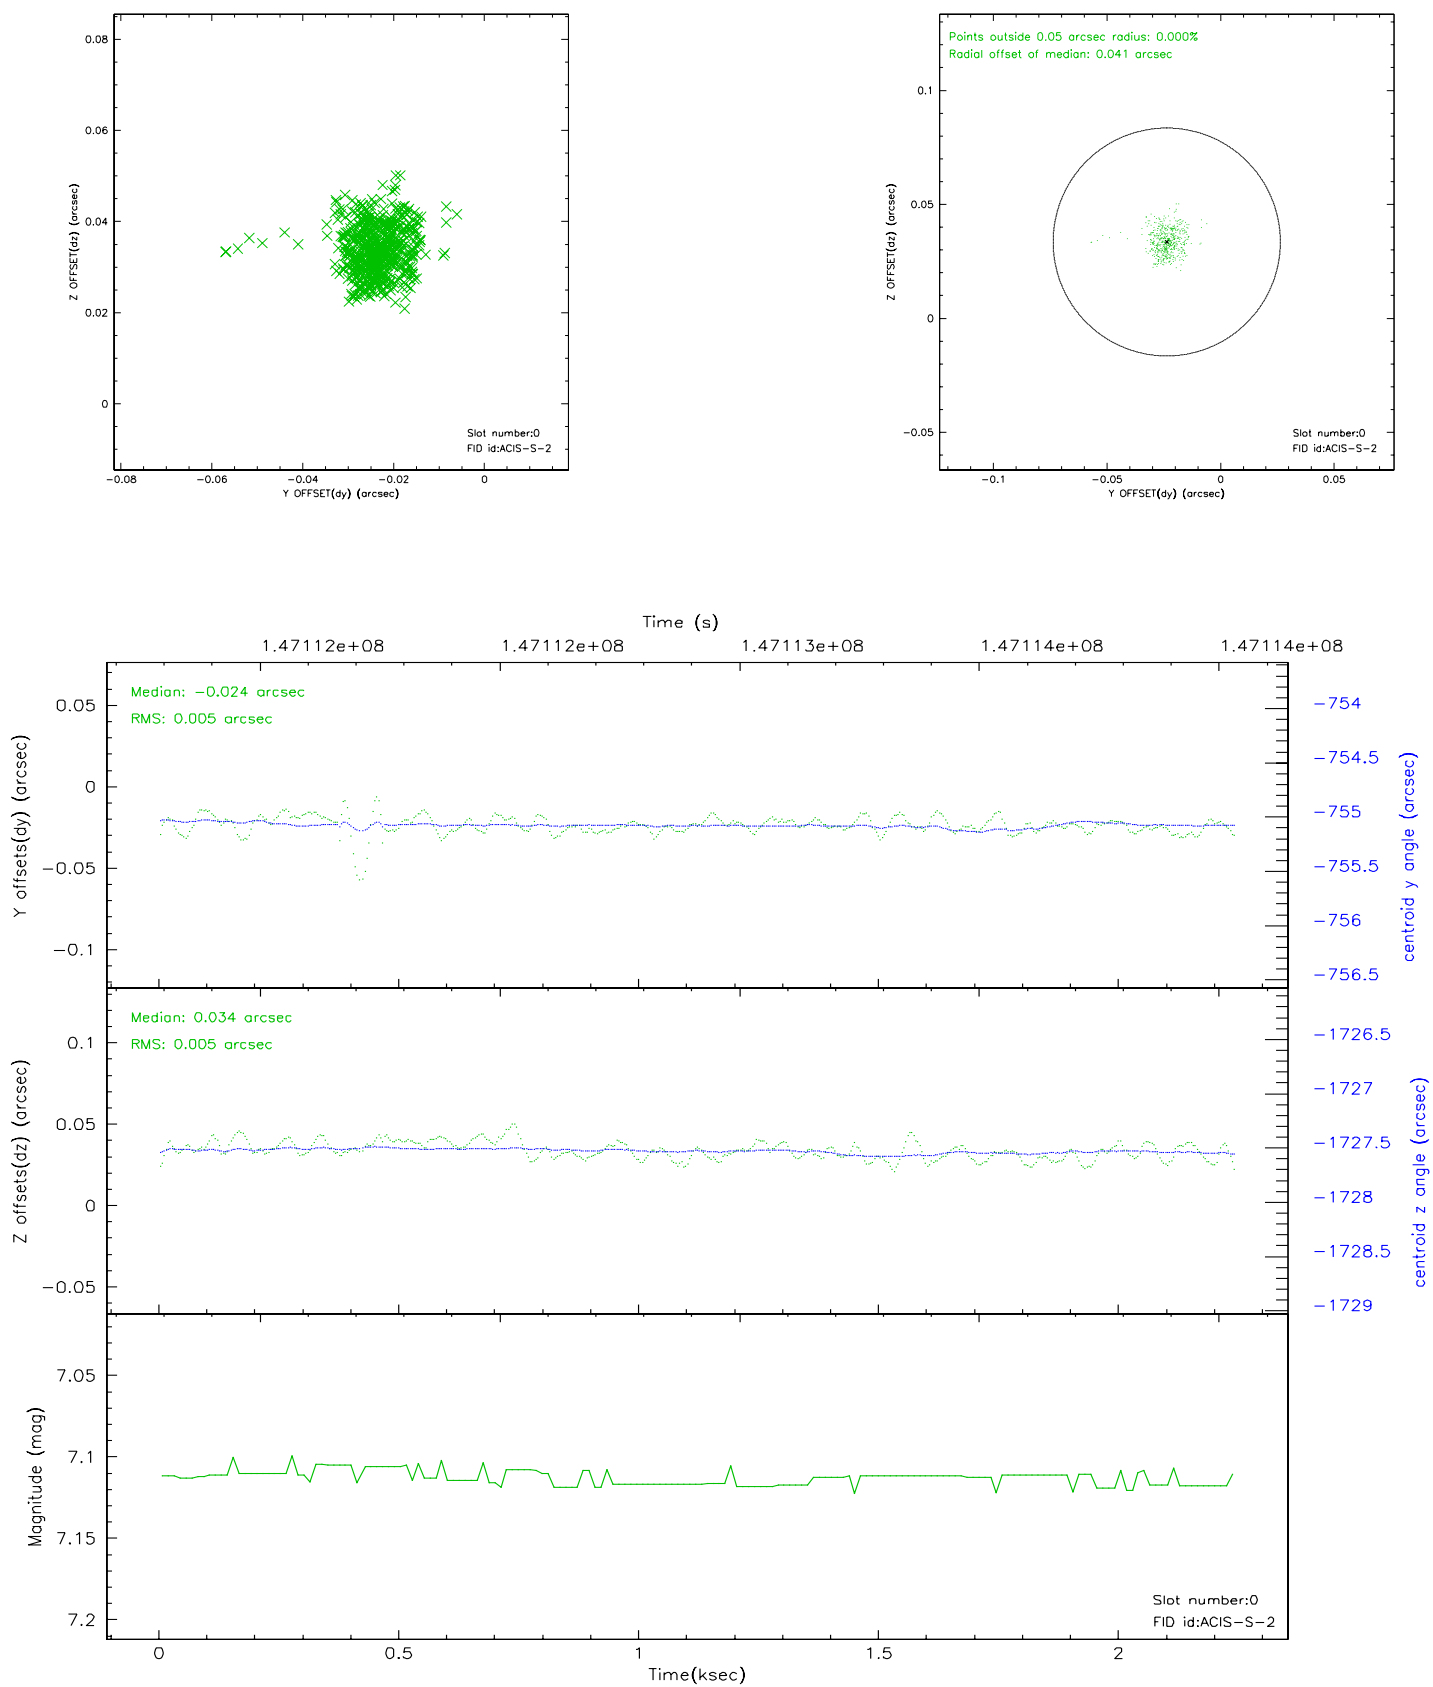 0.08
0.06
0.04
0.02
0
Z OFFSET(dz) (arcsec)
Slot number:0
FID id:ACIS-S-2
-0.08 -0.06 -0.04 -0.02 0
Y OFFSET(dy) (arcsec)
Points outside 0.05 arcsec radius: 0.000%
Radial offset of median: 0.041 arcsec
0.1
0.05
0
-0.05
Z OFFSET(dz) (arcsec)
Slot number:0
FID id:ACIS-S-2
-0.1 -0.05 0 0.05
Y OFFSET(dy) (arcsec)
Time (s)
1.47112e+08 1.47112e+08 1.47113e+08 1.47114e+08 1.47114e+08
Median: -0.024 arcsec
RMS: 0.005 arcsec
0.05
0
-0.05
-0.1
Y offsets(dy) (arcsec)
-754
-754.5
-755
-755.5
-756
-756.5
centroid y angle (arcsec)
Median: 0.034 arcsec
RMS: 0.005 arcsec
0.1
0.05
0
-0.05
Z offsets(dz) (arcsec)
-1726.5
-1727
-1727.5
-1728
-1728.5
-1729
centroid z angle (arcsec)
7.05
7.1
7.15
7.2
Magnitude (mag)
Slot number:0
FID id:ACIS-S-2
0 0.5 1 1.5 2
Time(ksec)